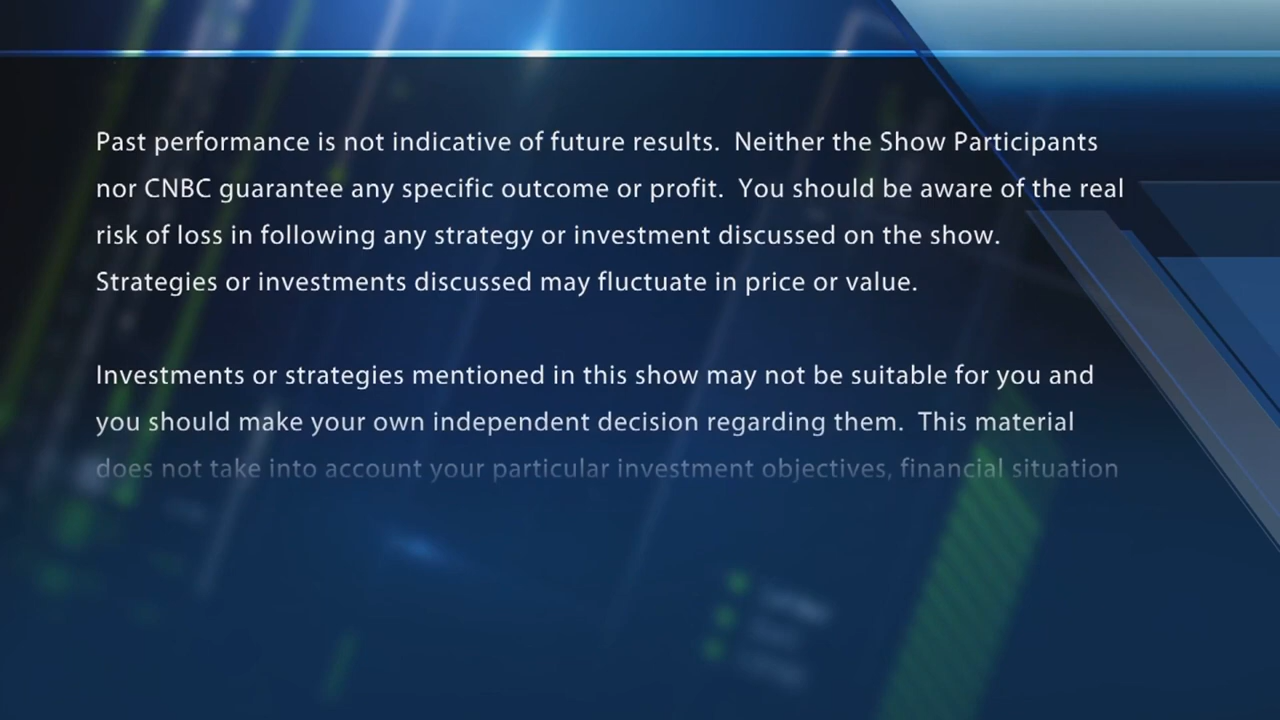 Past performance is not indicative of future results.  Neither the Show Participants
nor CNBC guarantee any specific outcome or profit.  You should be aware of the real
risk of loss in following any strategy or investment discussed on the show.
Strategies or investments discussed may fluctuate in price or value.
Investments or strategies mentioned in this show may not be suitable for you and
you should make your own independent decision regarding them.  This material
does not take into account your particular investment objectives, financial situation